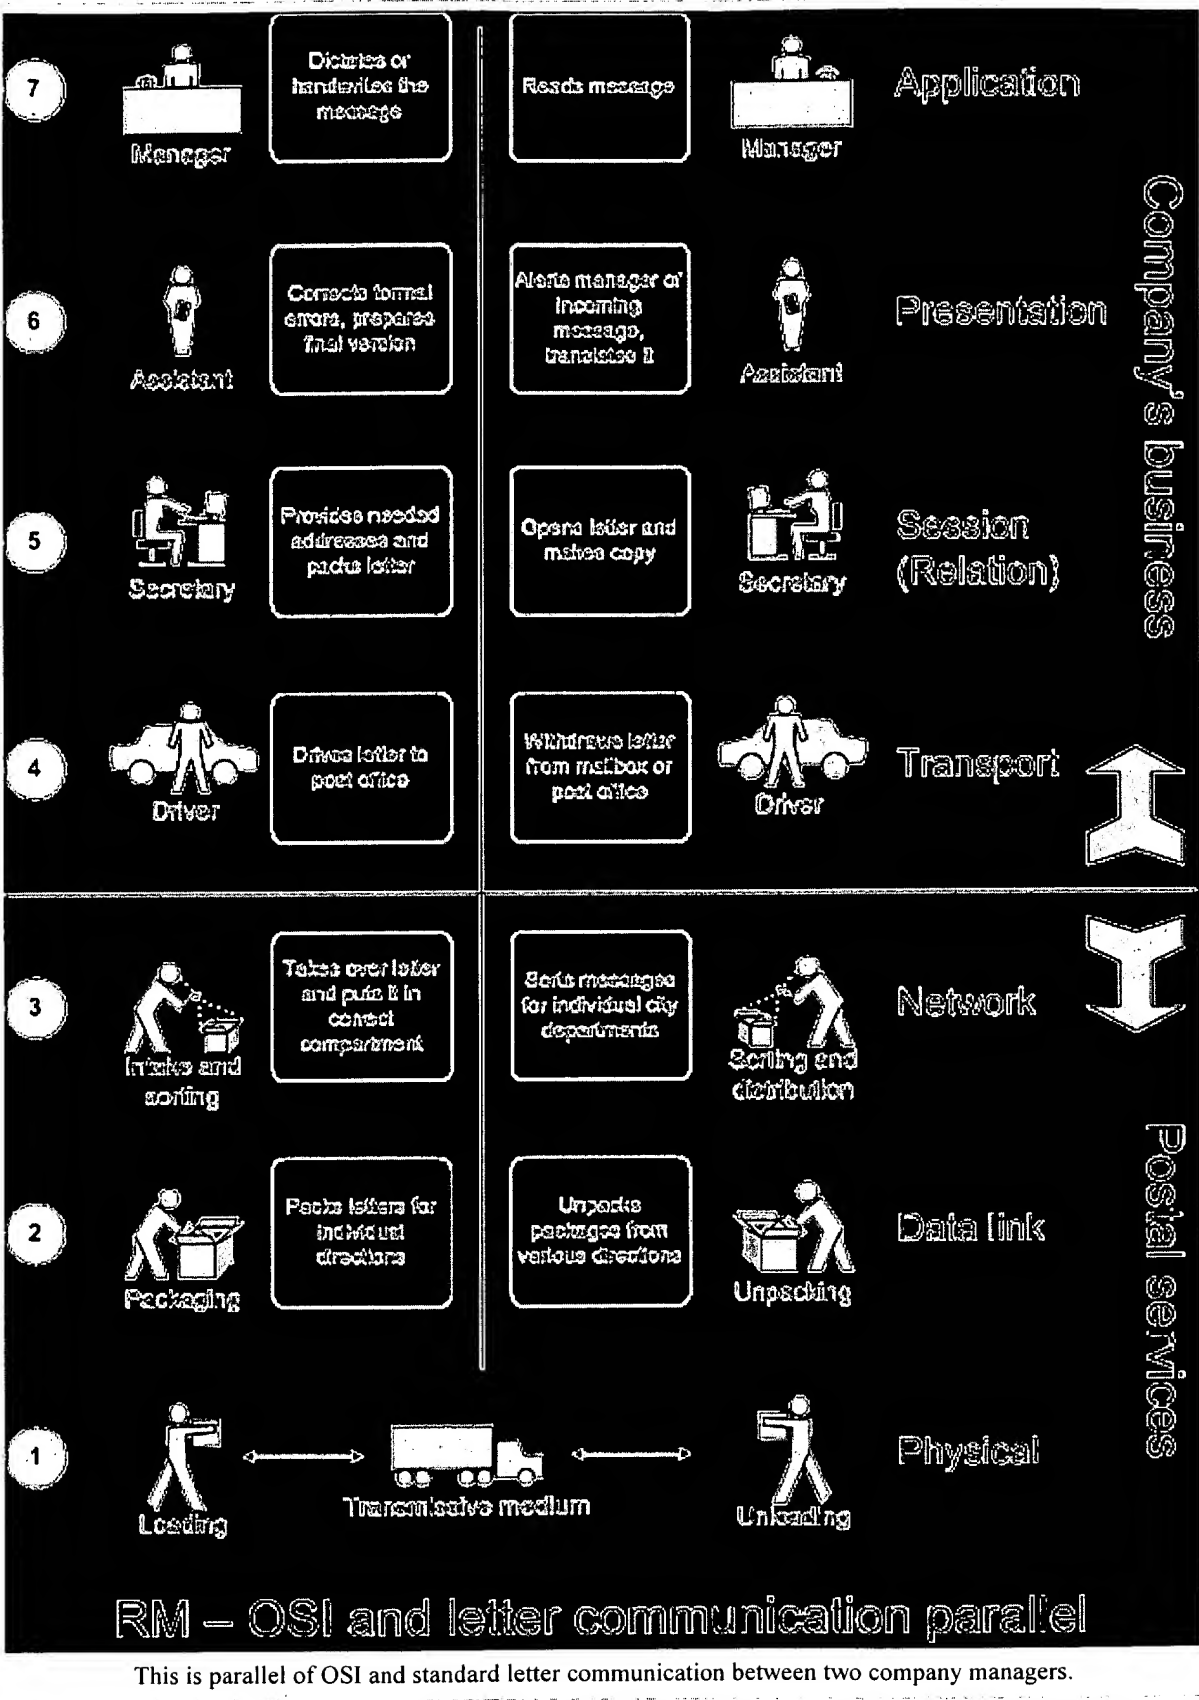 7
Manager
Dictates or
handwrites the
message
Reads message
Manager
Application
6
Assistant
Corrects formal
errors, prepares
final version
Alerts manager of
incoming
message,
translates it
Assistant
Presentation
5
Secretary
Provides needed
addresses and
packs letter
Opens letter and
makes copy
Secretary
Session
(Relation)
Company's business
4
Driver
Drives letter to
post office
Withdraws letter
from mailbox or
post office
Driver
Transport
3
Intake and
sorting
Takes over letter
and puts it in
correct
compartment
Sorts messages
for individual city
departments
Sorting and
distribution
Network
2
Packaging
Packs letters for
individual
directions
Unpacks
packages from
various directions
Unpacking
Data link
Postal services
1
Loading
Transmissive medium
Unloading
Physical
RM – OSI and letter communication parallel
This is parallel of OSI and standard letter communication between two company managers.